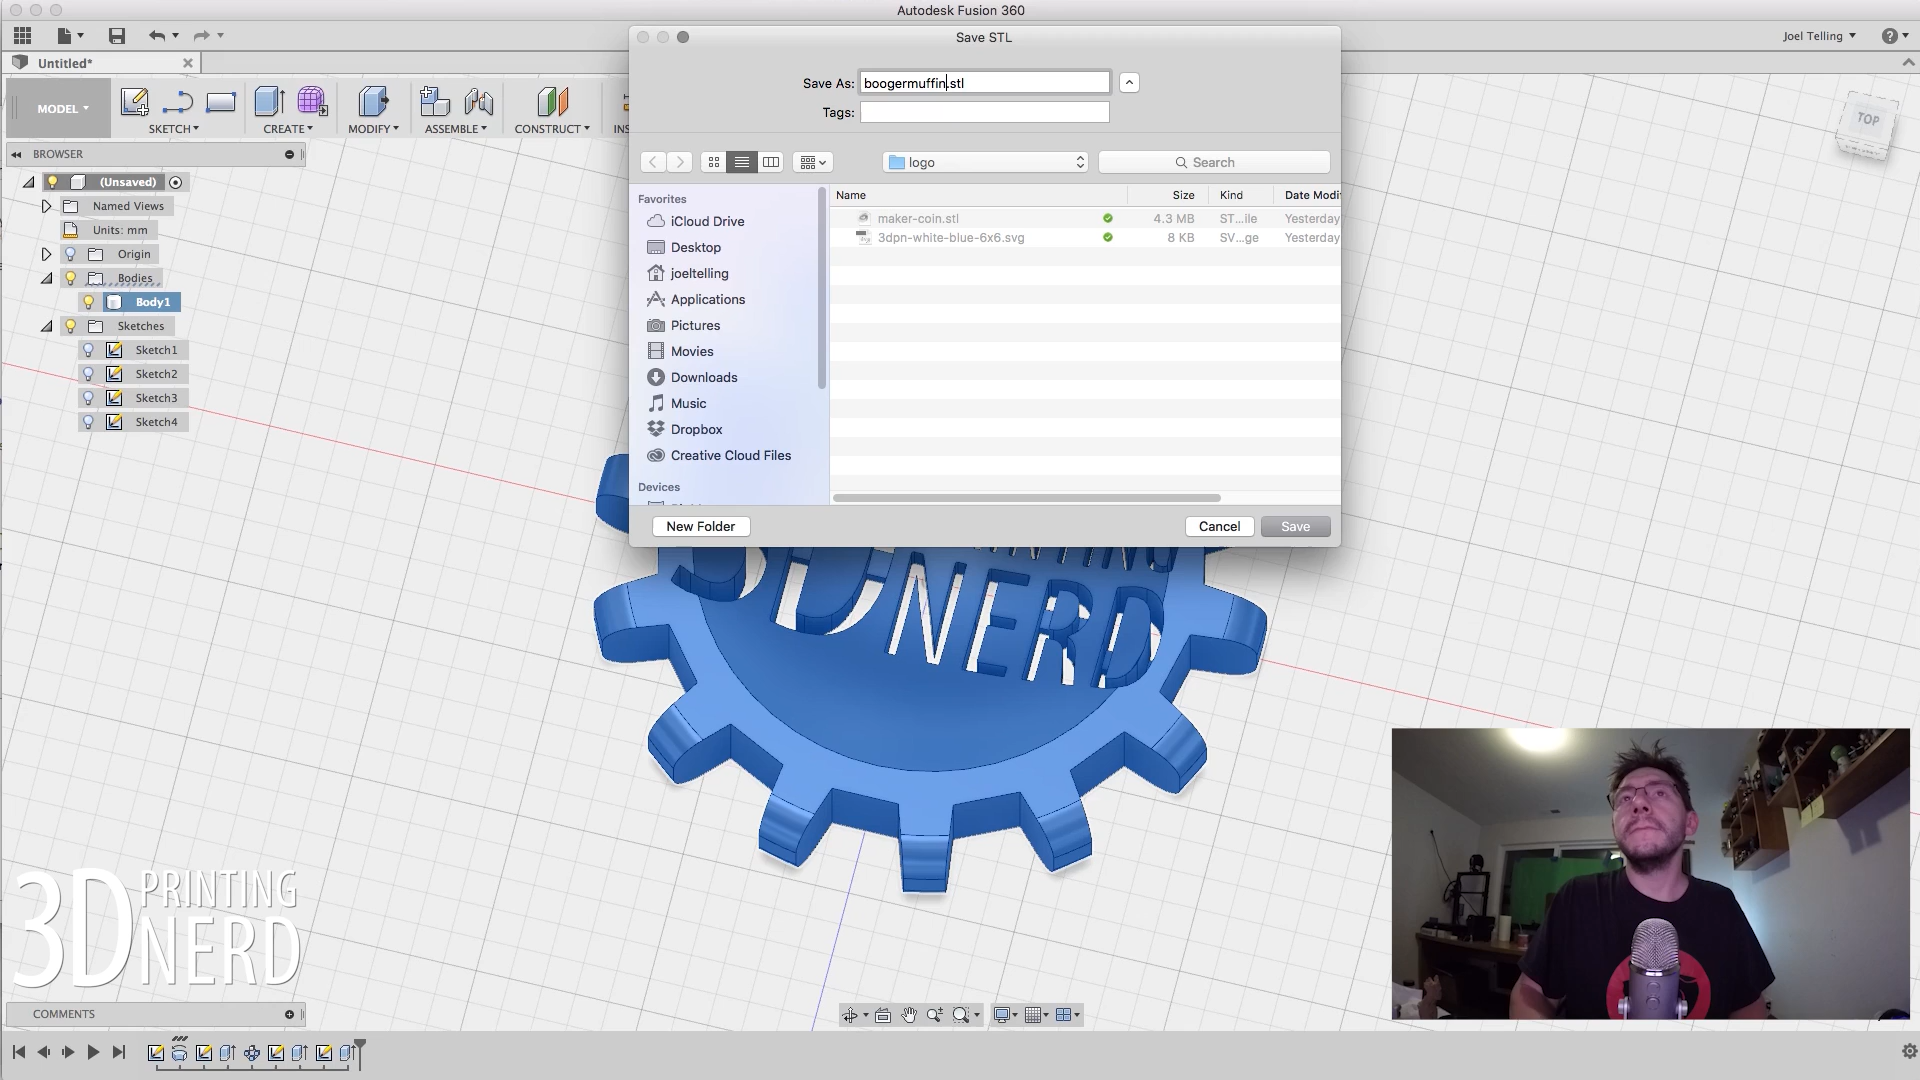 Autodesk Fusion 360
Joel Telling
Untitled*
Save STL
Save As: boogermuffin.stl
Tags:
MODEL
SKETCH
CREATE
MODIFY
ASSEMBLE
CONSTRUCT
INS
TOP
BROWSER
(Unsaved)
Named Views
Units: mm
Origin
Bodies
Body1
Sketches
Sketch1
Sketch2
Sketch3
Sketch4
logo
Search
Favorites
iCloud Drive
Desktop
joeltelling
Applications
Pictures
Movies
Downloads
Music
Dropbox
Creative Cloud Files
Devices
Name Size Kind Date Modi
maker-coin.stl 4.3 MB ST...ile Yesterday
3dpn-white-blue-6x6.svg 8 KB SV...ge Yesterday
New Folder
Cancel
Save
3D
NERD
3D PRINTING
NERD
COMMENTS